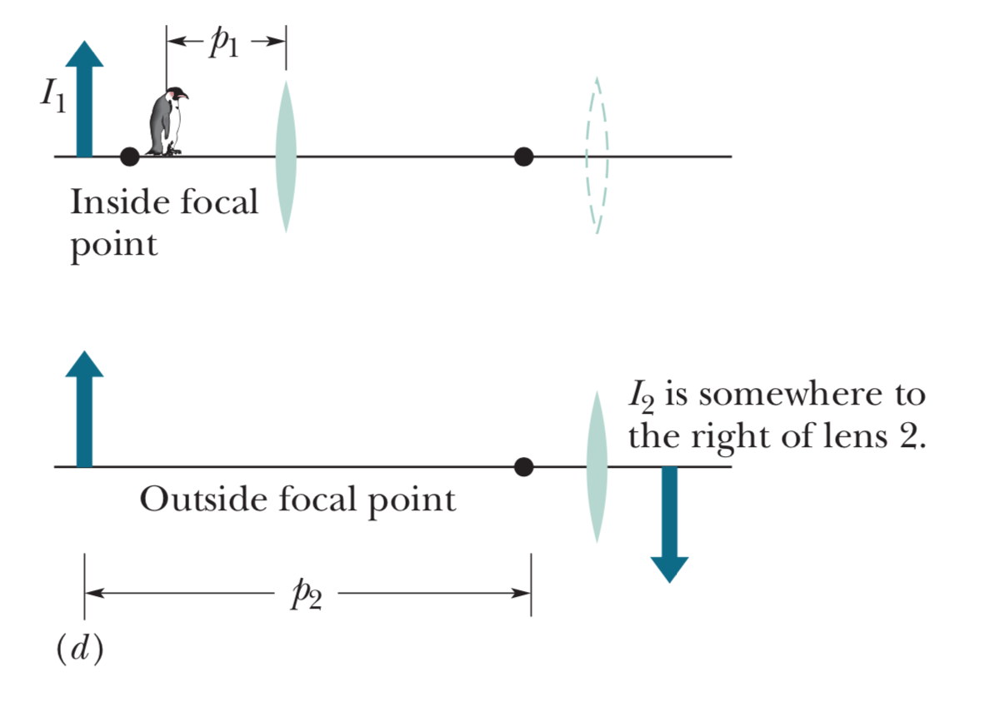 p₁
I₁
Inside focal
point
I₂ is somewhere to
the right of lens 2.
Outside focal point
p₂
(d)